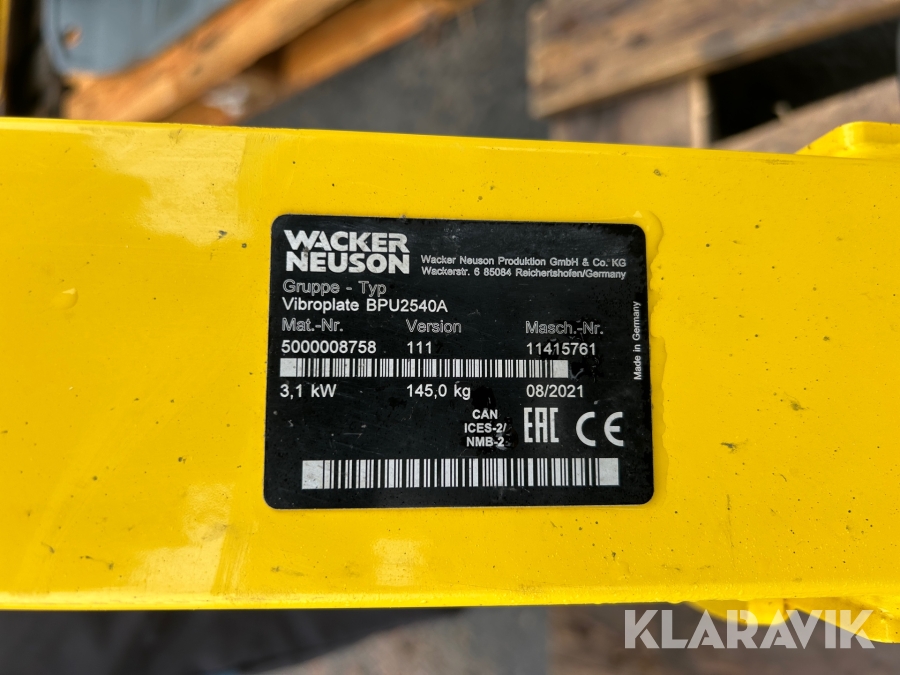 WACKER
NEUSON
Wacker Neuson Produktion GmbH & Co. KG
Wackerstr. 6 85084 Reichertshofen/Germany
Gruppe - Typ
Vibroplate BPU2540A
Mat.-Nr. Version Masch.-Nr.
5000008758 111 11415761
3,1 kW 145,0 kg 08/2021
CAN
ICES-2/
NMB-2
EAC CE
Made in Germany
KLARAVIK